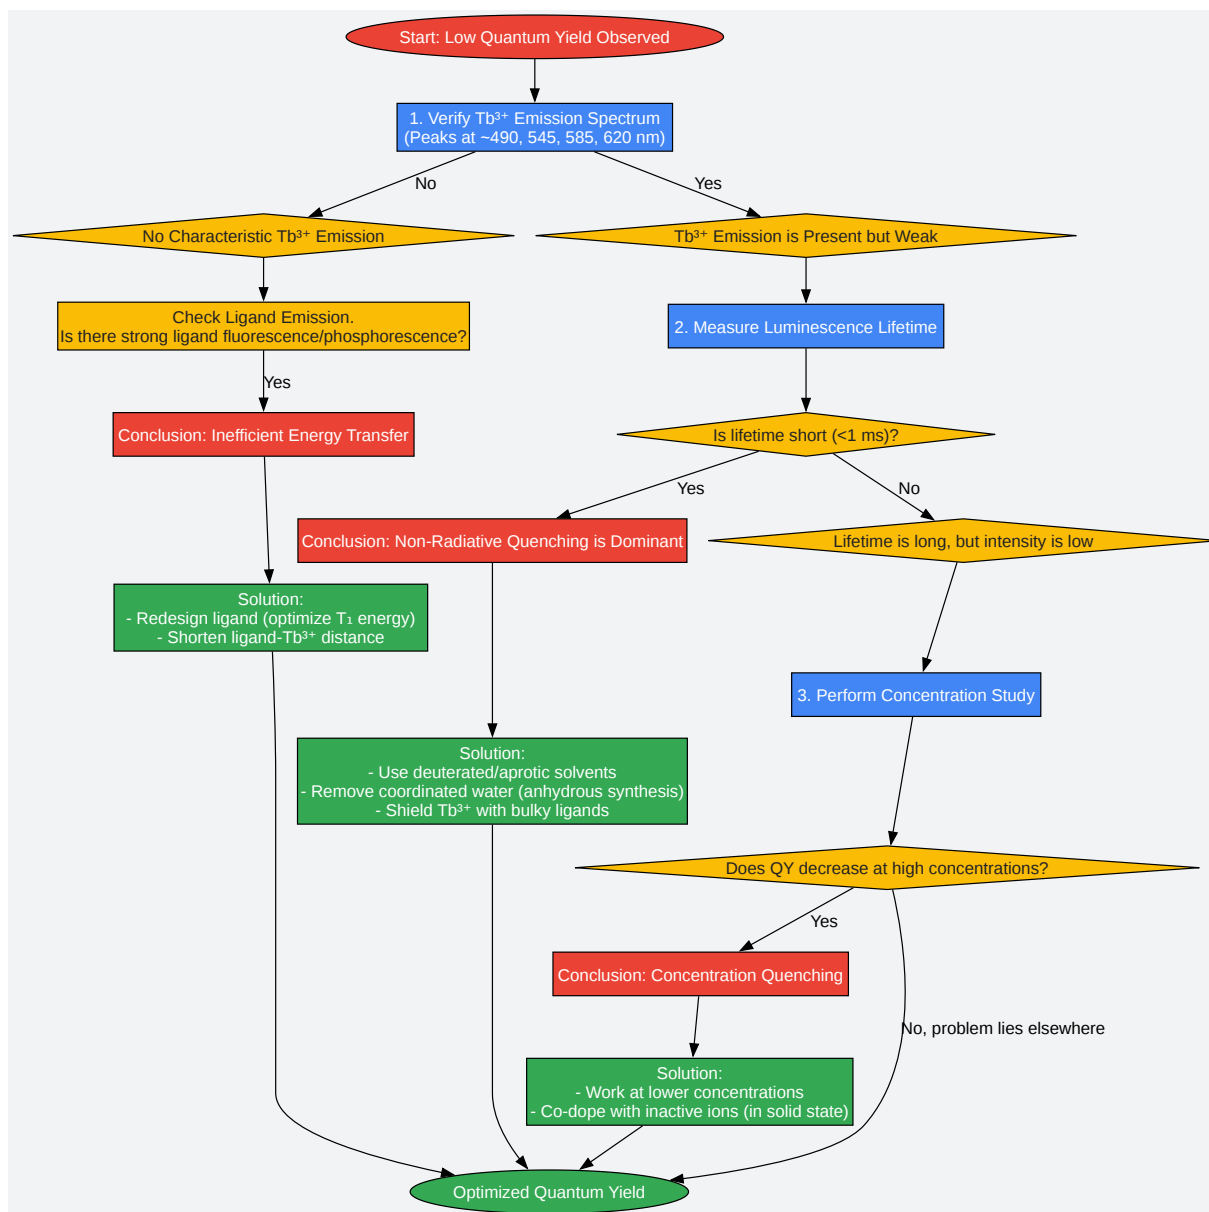 Start: Low Quantum Yield Observed
1. Verify Tb³⁺ Emission Spectrum
(Peaks at ~490, 545, 585, 620 nm)
No
Yes
No Characteristic Tb³⁺ Emission
Tb³⁺ Emission is Present but Weak
Check Ligand Emission.
Is there strong ligand fluorescence/phosphorescence?
2. Measure Luminescence Lifetime
Yes
Conclusion: Inefficient Energy Transfer
Is lifetime short (<1 ms)?
Yes
No
Conclusion: Non-Radiative Quenching is Dominant
Lifetime is long, but intensity is low
Solution:
- Redesign ligand (optimize T₁ energy)
- Shorten ligand-Tb³⁺ distance
3. Perform Concentration Study
Solution:
- Use deuterated/aprotic solvents
- Remove coordinated water (anhydrous synthesis)
- Shield Tb³⁺ with bulky ligands
Does QY decrease at high concentrations?
Yes
Conclusion: Concentration Quenching
No, problem lies elsewhere
Solution:
- Work at lower concentrations
- Co-dope with inactive ions (in solid state)
Optimized Quantum Yield